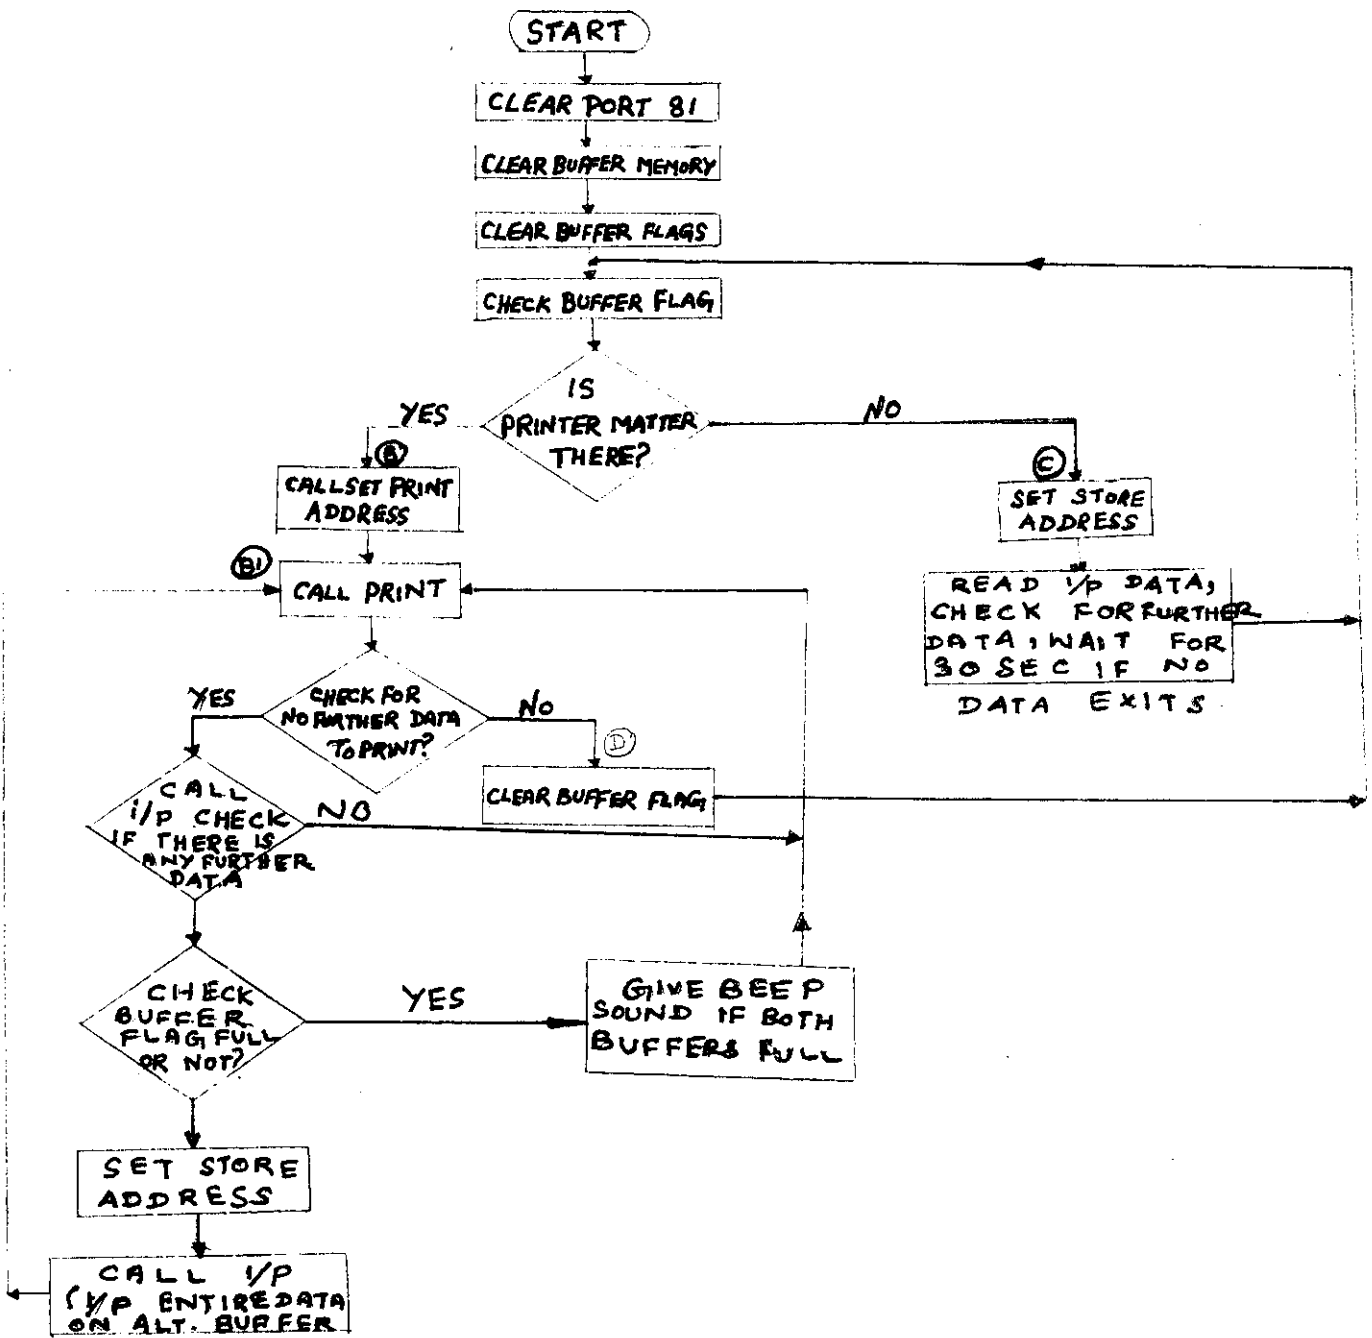 START
CLEAR PORT 81
CLEAR BUFFER MEMORY
CLEAR BUFFER FLAGS
CHECK BUFFER FLAG
IS
PRINTER MATTER
THERE?
YES
NO
B
CALL SET PRINT
ADDRESS
C
SET STORE
ADDRESS
B1
CALL PRINT
READ I/P DATA,
CHECK FOR FURTHER
DATA, WAIT FOR
30 SEC IF NO
DATA EXITS
YES
CHECK FOR
NO FURTHER DATA
TO PRINT?
NO
D
CLEAR BUFFER FLAG
CALL
i/P CHECK
IF THERE IS
ANY FURTHER
DATA
NO
CHECK
BUFFER
FLAG FULL
OR NOT?
YES
GIVE BEEP
SOUND IF BOTH
BUFFERS FULL
SET STORE
ADDRESS
CALL I/P
( I/P ENTIRE DATA
ON ALT. BUFFER